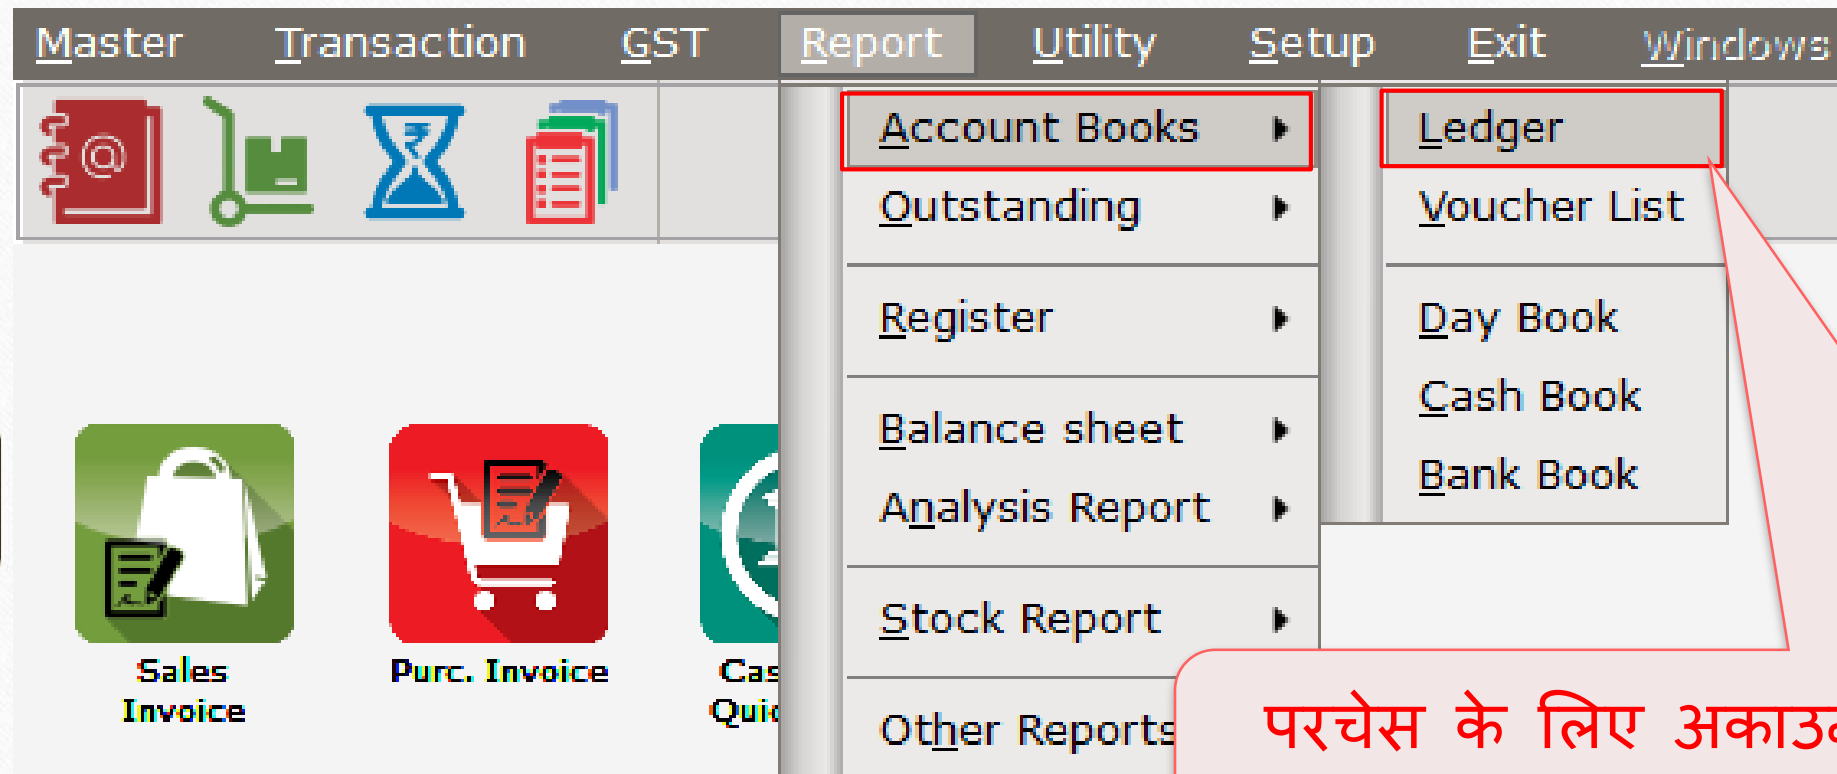 Master Transaction GST Report Utility Setup Exit Windows
Account Books
Outstanding
Register
Balance sheet
Analysis Report
Stock Report
Other Reports
Ledger
Voucher List
Day Book
Cash Book
Bank Book
Sales
Invoice
Purc. Invoice
परचेस के लिए